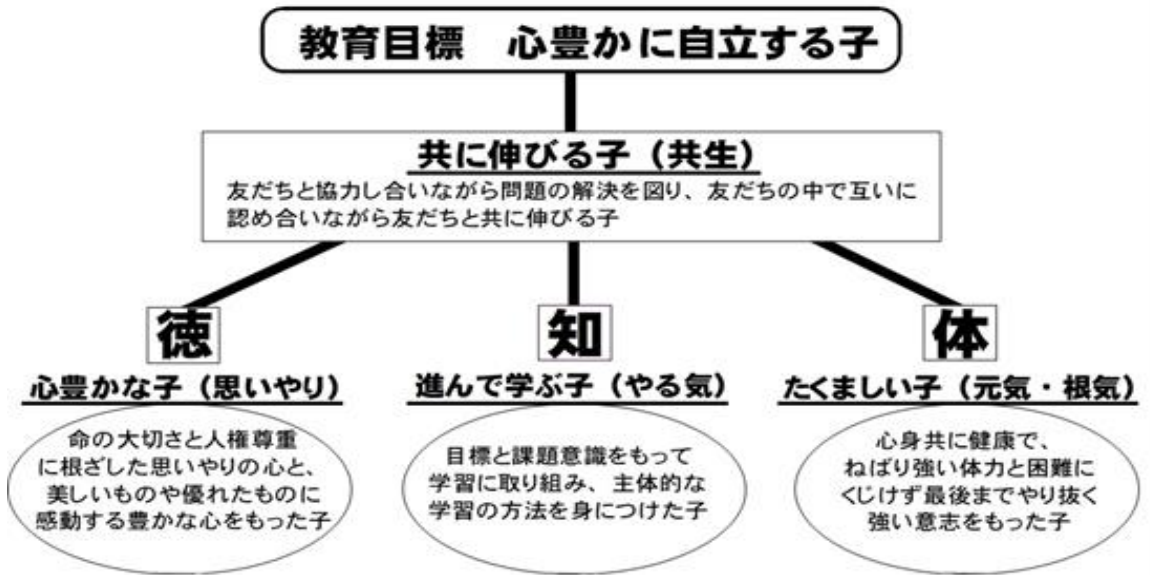 教育目標　心豊かに自立する子
共に伸びる子（共生）
友だちと協力し合いながら問題の解決を図り、友だちの中で互いに
認め合いながら友だちと共に伸びる子
徳
心豊かな子（思いやり）
命の大切さと人権尊重
に根ざした思いやりの心と、
美しいものや優れたものに
感動する豊かな心をもった子
知
進んで学ぶ子（やる気）
目標と課題意識をもって
学習に取り組み、主体的な
学習の方法を身につけた子
体
たくましい子（元気・根気）
心身共に健康で、
ねばり強い体力と困難に
くじけず最後までやり抜く
強い意志をもった子